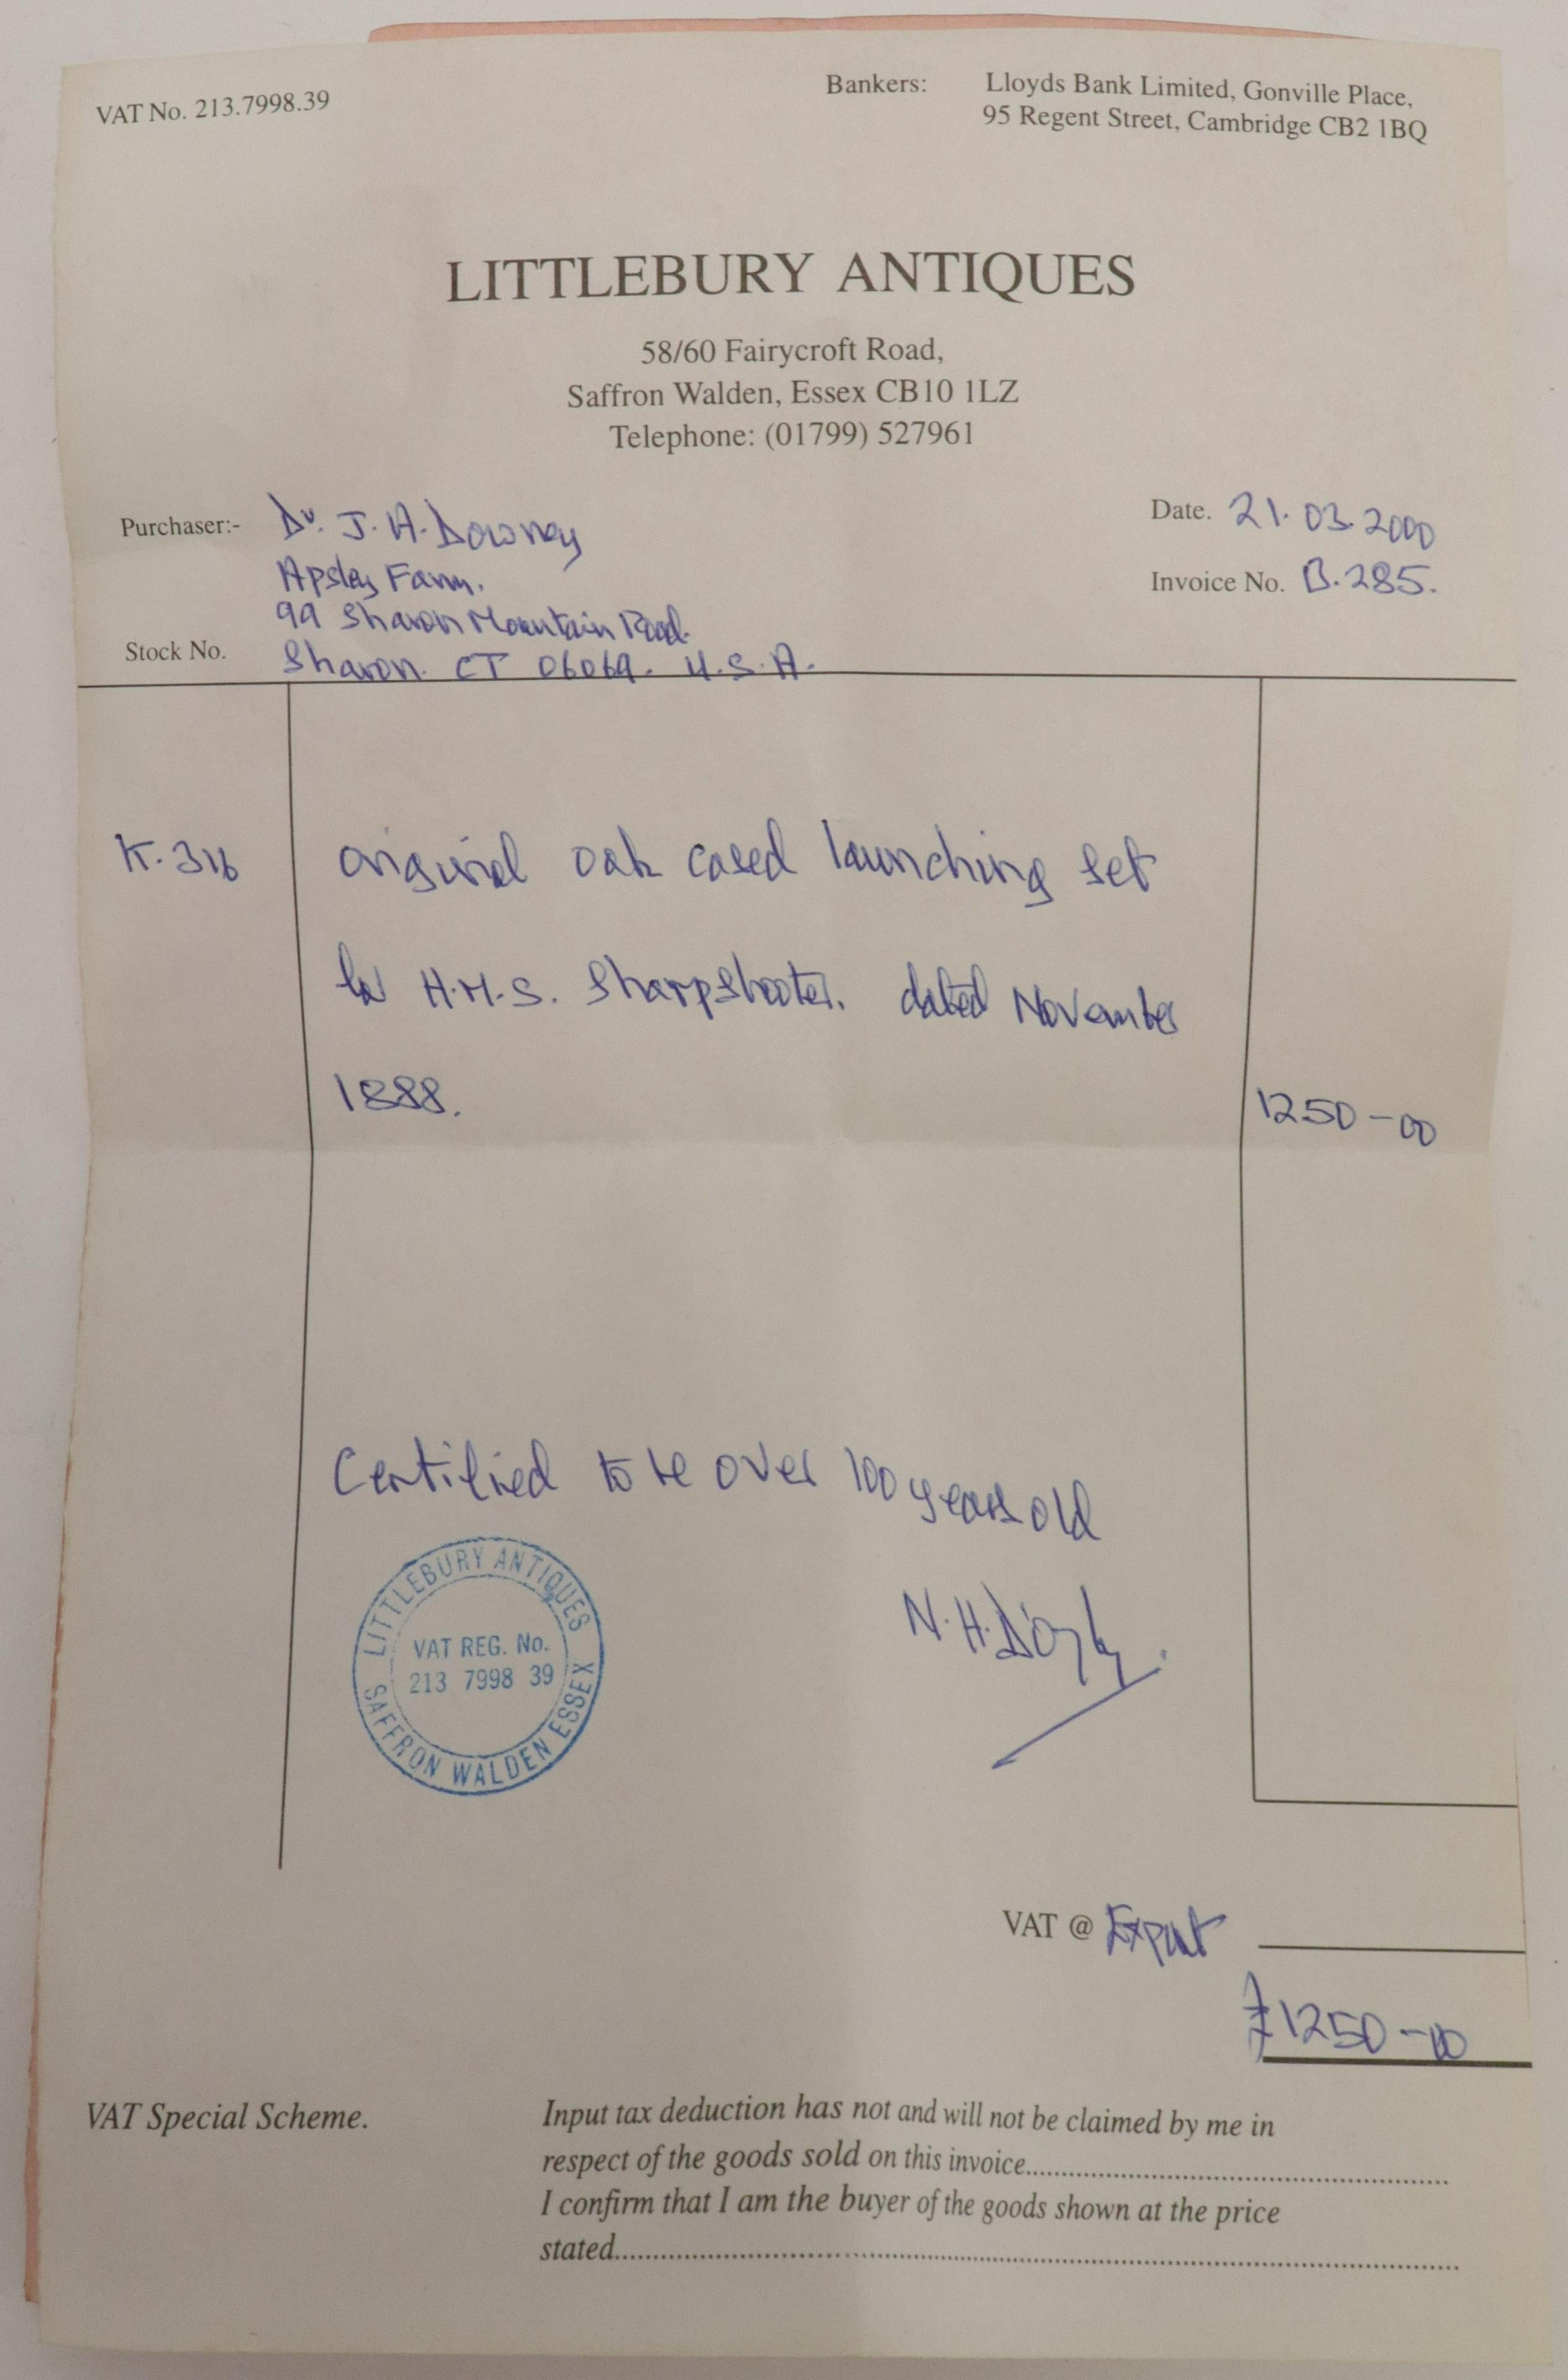 VAT No. 213.7998.39
Bankers: Lloyds Bank Limited, Gonville Place,
95 Regent Street, Cambridge CB2 1BQ
LITTLEBURY ANTIQUES
58/60 Fairycroft Road,
Saffron Walden, Essex CB10 1LZ
Telephone: (01799) 527961
Purchaser:- Dr. J. H. Downey
Apsley Farm.
99 Sharon Mountain Road.
Sharon. CT 06069. U.S.A.
Date. 21.03.2000
Invoice No. B.285.
Stock No.
K.316 original oak cased launching set
for H.M.S. Sharpshooter. dated November
1888. 1250-00
Certified to be over 100 years old
LITTLEBURY ANTIQUES
VAT REG. No.
213 7998 39
SAFFRON WALDEN ESSEX
N.H.
VAT @ Export
£1250-00
VAT Special Scheme.
Input tax deduction has not and will not be claimed by me in
respect of the goods sold on this invoice
I confirm that I am the buyer of the goods shown at the price
stated